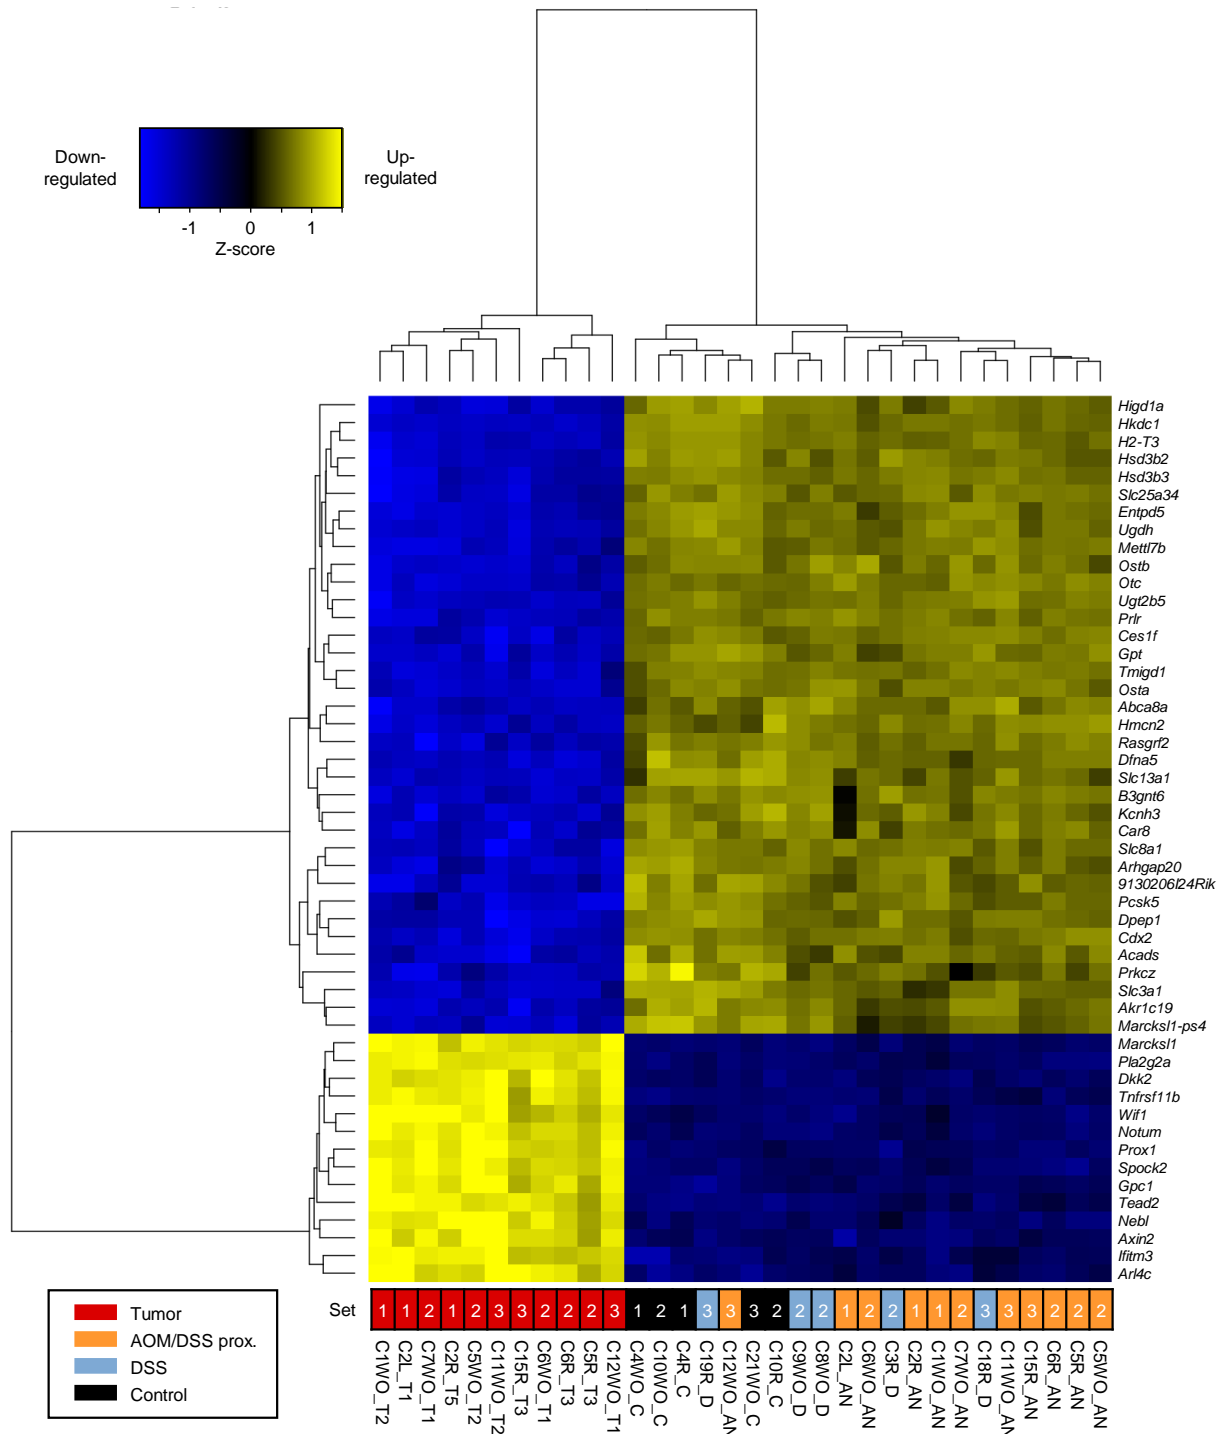 Down-
regulated
Up-
regulated
-1 0 1
Z-score
Higd1a
Hkdc1
H2-T3
Hsd3b2
Hsd3b3
Slc25a34
Entpd5
Ugdh
Mettl7b
Ostb
Otc
Ugt2b5
Prlr
Ces1f
Gpt
Tmigd1
Osta
Abca8a
Hmcn2
Rasgrf2
Dfna5
Slc13a1
B3gnt6
Kcnh3
Car8
Slc8a1
Arhgap20
9130206I24Rik
Pcsk5
Dpep1
Cdx2
Acads
Prkcz
Slc3a1
Akr1c19
Marcksl1-ps4
Marcksl1
Pla2g2a
Dkk2
Tnfrsf11b
Wif1
Notum
Prox1
Spock2
Gpc1
Tead2
Nebl
Axin2
Ifitm3
Arl4c
Set 1 1 2 1 2 3 3 2 2 2 3 1 2 1 3 3 3 2 2 2 1 2 2 1 1 2 3 3 3 2 2 2
C1WO_T2
C2L_T1
C7WO_T1
C2R_T5
C5WO_T2
C11WO_T2
C15R_T3
C6WO_T1
C6R_T3
C5R_T3
C12WO_T1
C4WO_C
C10WO_C
C4R_C
C19R_D
C12WO_AN
C21WO_C
C10R_C
C9WO_D
C8WO_D
C2L_AN
C6WO_AN
C3R_D
C2R_AN
C1WO_AN
C7WO_AN
C18R_D
C11WO_AN
C15R_AN
C6R_AN
C5R_AN
C5WO_AN
Tumor
AOM/DSS prox.
DSS
Control